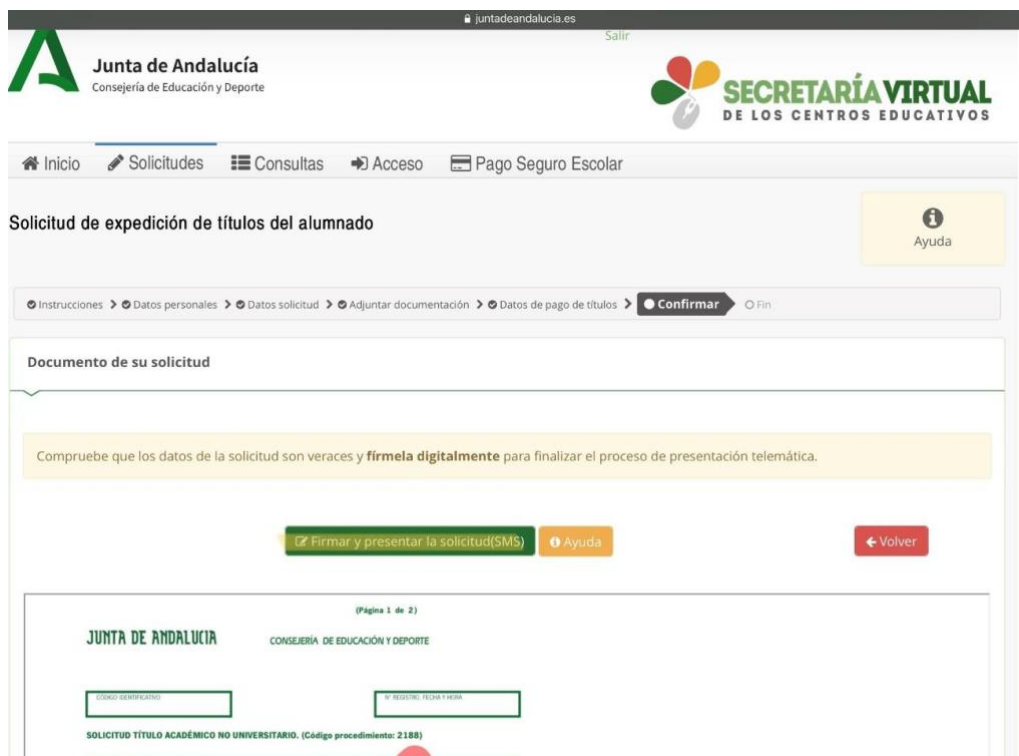 juntadeandalucia.es
Salir
Junta de Andalucía
Consejería de Educación y Deporte
SECRETARÍA VIRTUAL
DE LOS CENTROS EDUCATIVOS
Inicio Solicitudes Consultas Acceso Pago Seguro Escolar
Solicitud de expedición de títulos del alumnado
Ayuda
Instrucciones Datos personales Datos solicitud Adjuntar documentación Datos de pago de títulos Confirmar Fin
Documento de su solicitud
Compruebe que los datos de la solicitud son veraces y fírmela digitalmente para finalizar el proceso de presentación telemática.
Firmar y presentar la solicitud(SMS) Ayuda Volver
(Página 1 de 2)
JUNTA DE ANDALUCIA CONSEJERÍA DE EDUCACIÓN Y DEPORTE
CÓDIGO IDENTIFICATIVO Nº REGISTRO, FECHA Y HORA
SOLICITUD TÍTULO ACADÉMICO NO UNIVERSITARIO. (Código procedimiento: 2188)